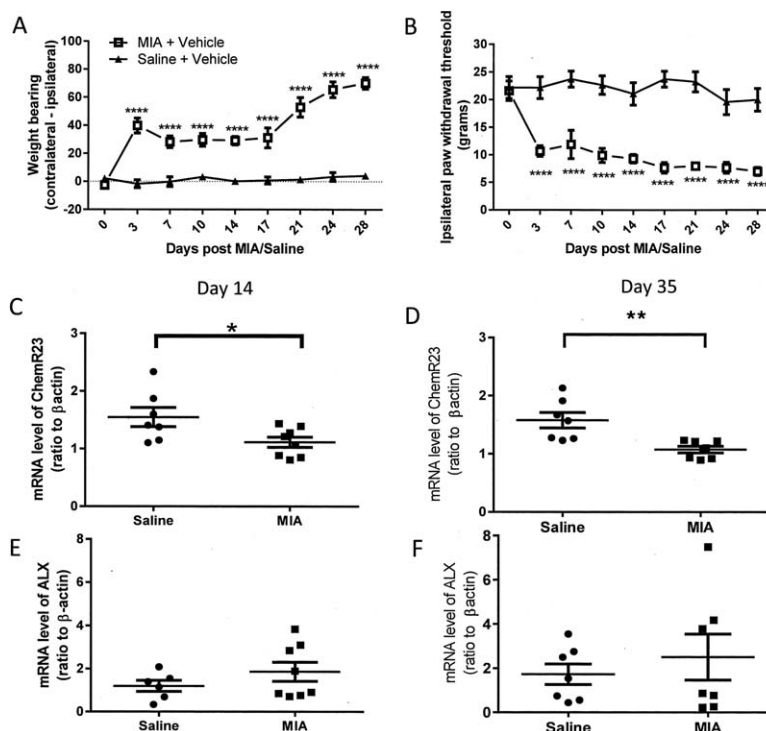 A
MIA + Vehicle
Saline + Vehicle
Weight bearing
(contralateral - Ipsilateral)
100
80
60
40
20
0
-20
****
****
****
****
****
****
****
****
0
3
7
10
14
17
21
24
28
Days post MIA/Saline
B
Ipsilateral paw withdrawal threshold
(grams)
30
25
20
15
10
5
0
****
****
****
****
****
****
****
****
0
3
7
10
14
17
21
24
28
Days post MIA/Saline
Day 14
C
mRNA level of ChemR23
(ratio to βactin)
3
2
1
0
*
Saline
MIA
Day 35
D
mRNA level of ChemR23
(ratio to βactin)
3
2
1
0
**
Saline
MIA
E
mRNA level of ALX
(ratio to β-actin)
6
4
2
0
Saline
MIA
F
mRNA level of ALX
(ratio to βactin)
8
6
4
2
0
Saline
MIA